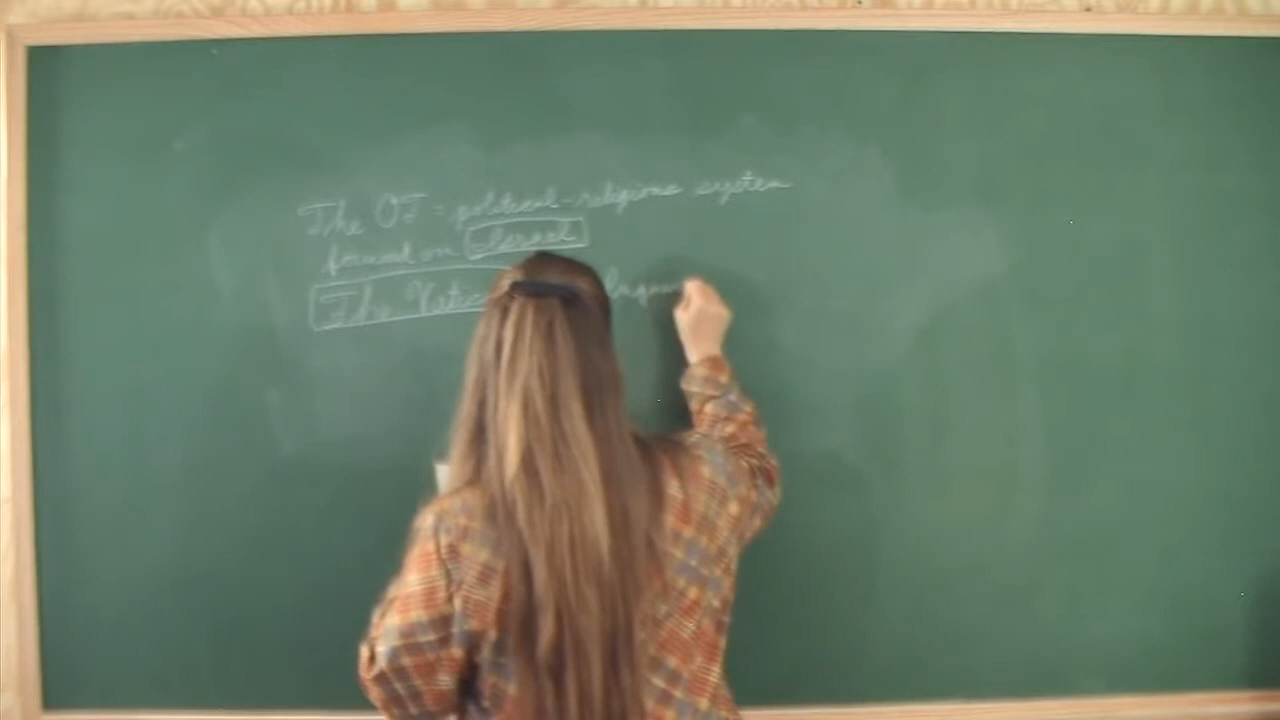 The OT = political-religious system
focused on Israel
The